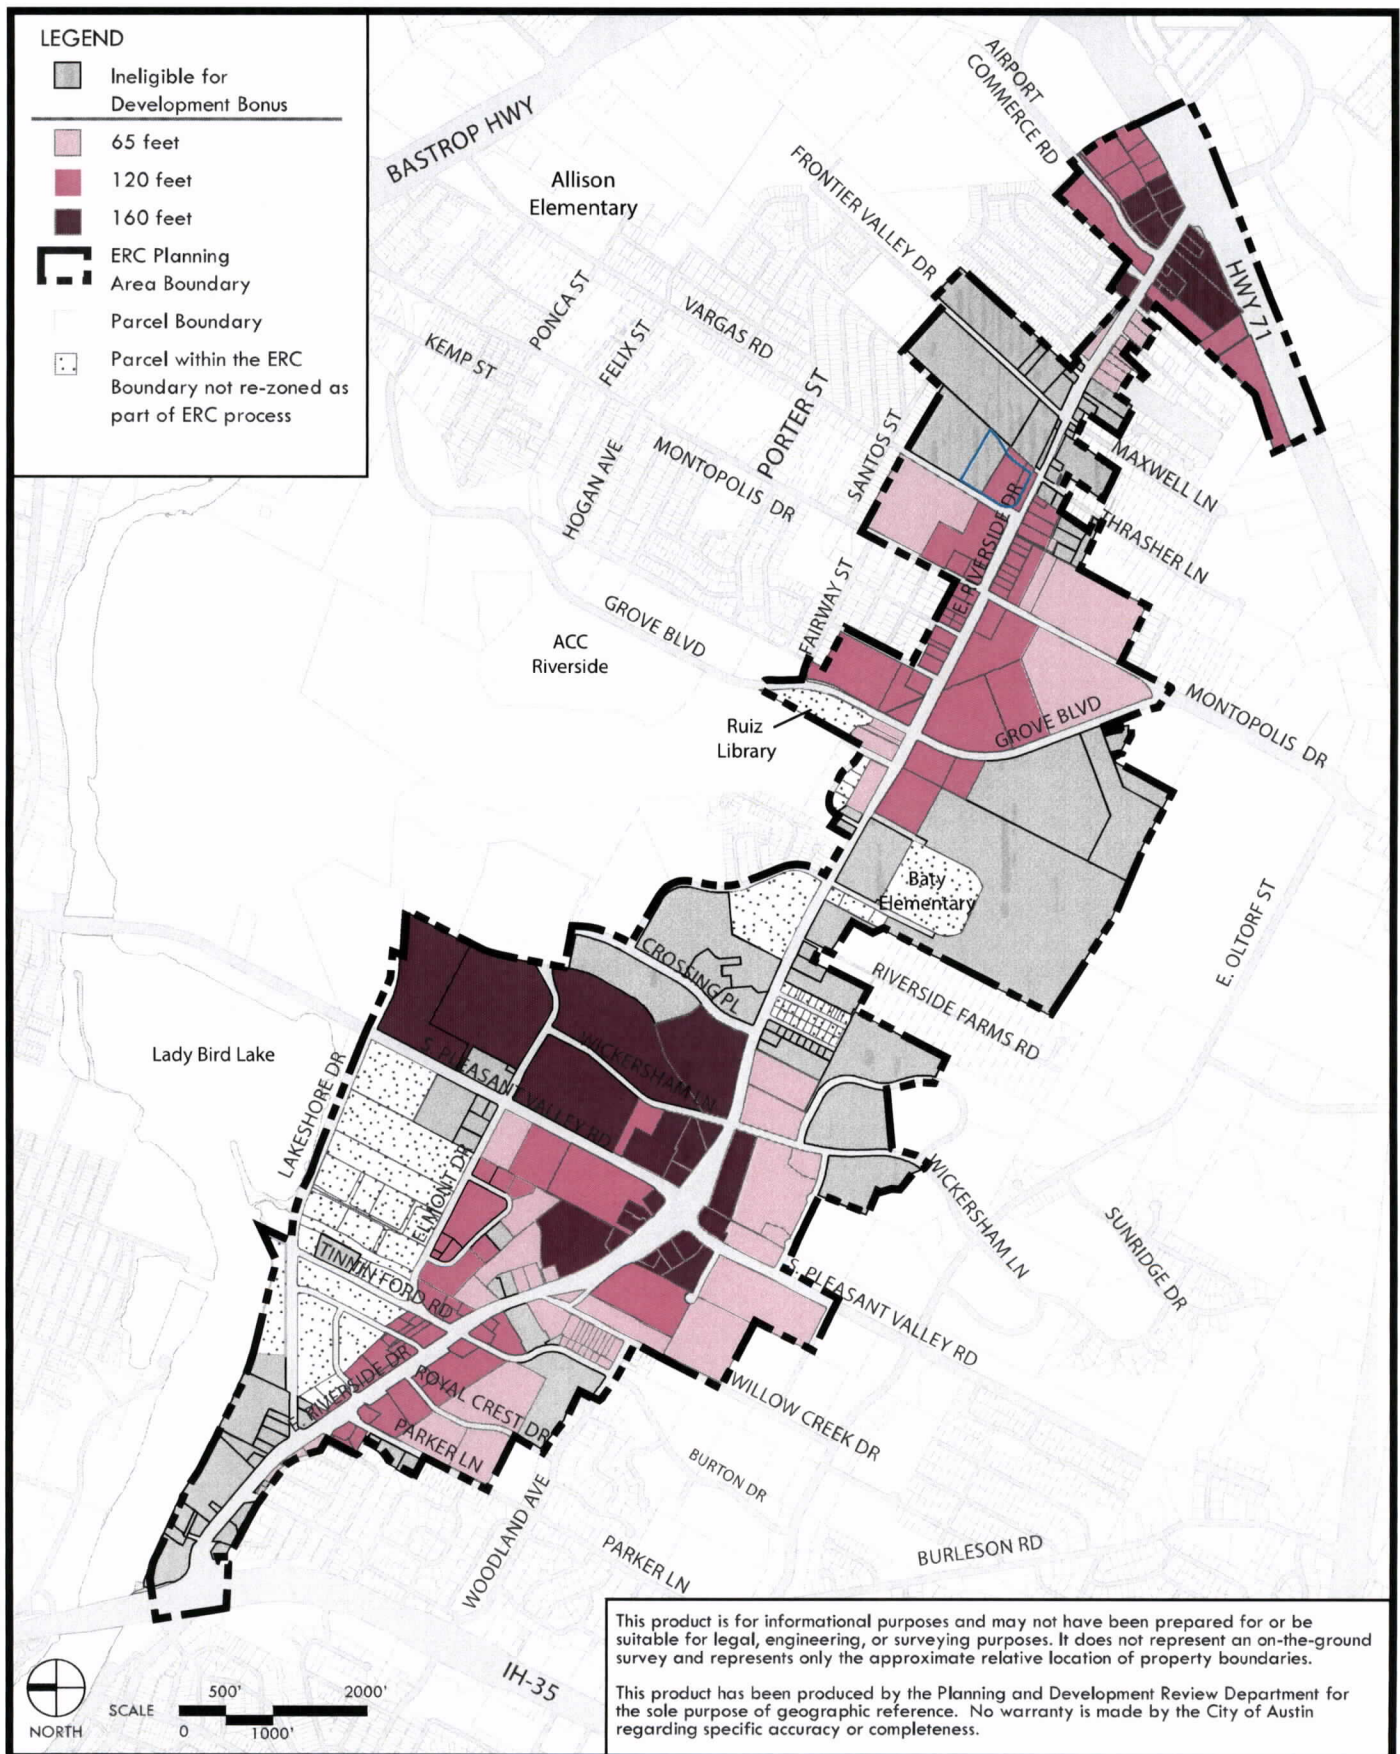 LEGEND
Ineligible for
Development Bonus
65 feet
120 feet
160 feet
ERC Planning
Area Boundary
Parcel Boundary
Parcel within the ERC
Boundary not re-zoned as
part of ERC process
BASTROP HWY
AIRPORT
COMMERCE RD
Allison
Elementary
FRONTIER VALLEY DR
HWY 71
PONCA ST
VARGAS RD
KEMP ST
FELIX ST
PORTER ST
SANTOS ST
HOGAN AVE
MONTOPOLIS DR
MAXWELL LN
THRASHER LN
E. RIVERSIDE DR
E. RIVERSIDE DR
FAIRWAY ST
GROVE BLVD
ACC
Riverside
Ruiz
Library
GROVE BLVD
MONTOPOLIS DR
Baty
Elementary
E. OLTORF ST
CROSSING PL
RIVERSIDE FARMS RD
Lady Bird Lake
LAKESHORE DR
S. PLEASANT VALLEY RD
WICKERSHAM LN
ELMONT DR
WICKERSHAM LN
SUNRIDGE DR
TINNIN FORD RD
S. PLEASANT VALLEY RD
E. RIVERSIDE DR
ROYAL CREST DR
PARKER LN
WILLOW CREEK DR
BURTON DR
WOODLAND AVE
PARKER LN
BURLESON RD
IH-35
NORTH
SCALE
500'
2000'
0
1000'
This product is for informational purposes and may not have been prepared for or be
suitable for legal, engineering, or surveying purposes. It does not represent an on-the-ground
survey and represents only the approximate relative location of property boundaries.
This product has been produced by the Planning and Development Review Department for
the sole purpose of geographic reference. No warranty is made by the City of Austin
regarding specific accuracy or completeness.